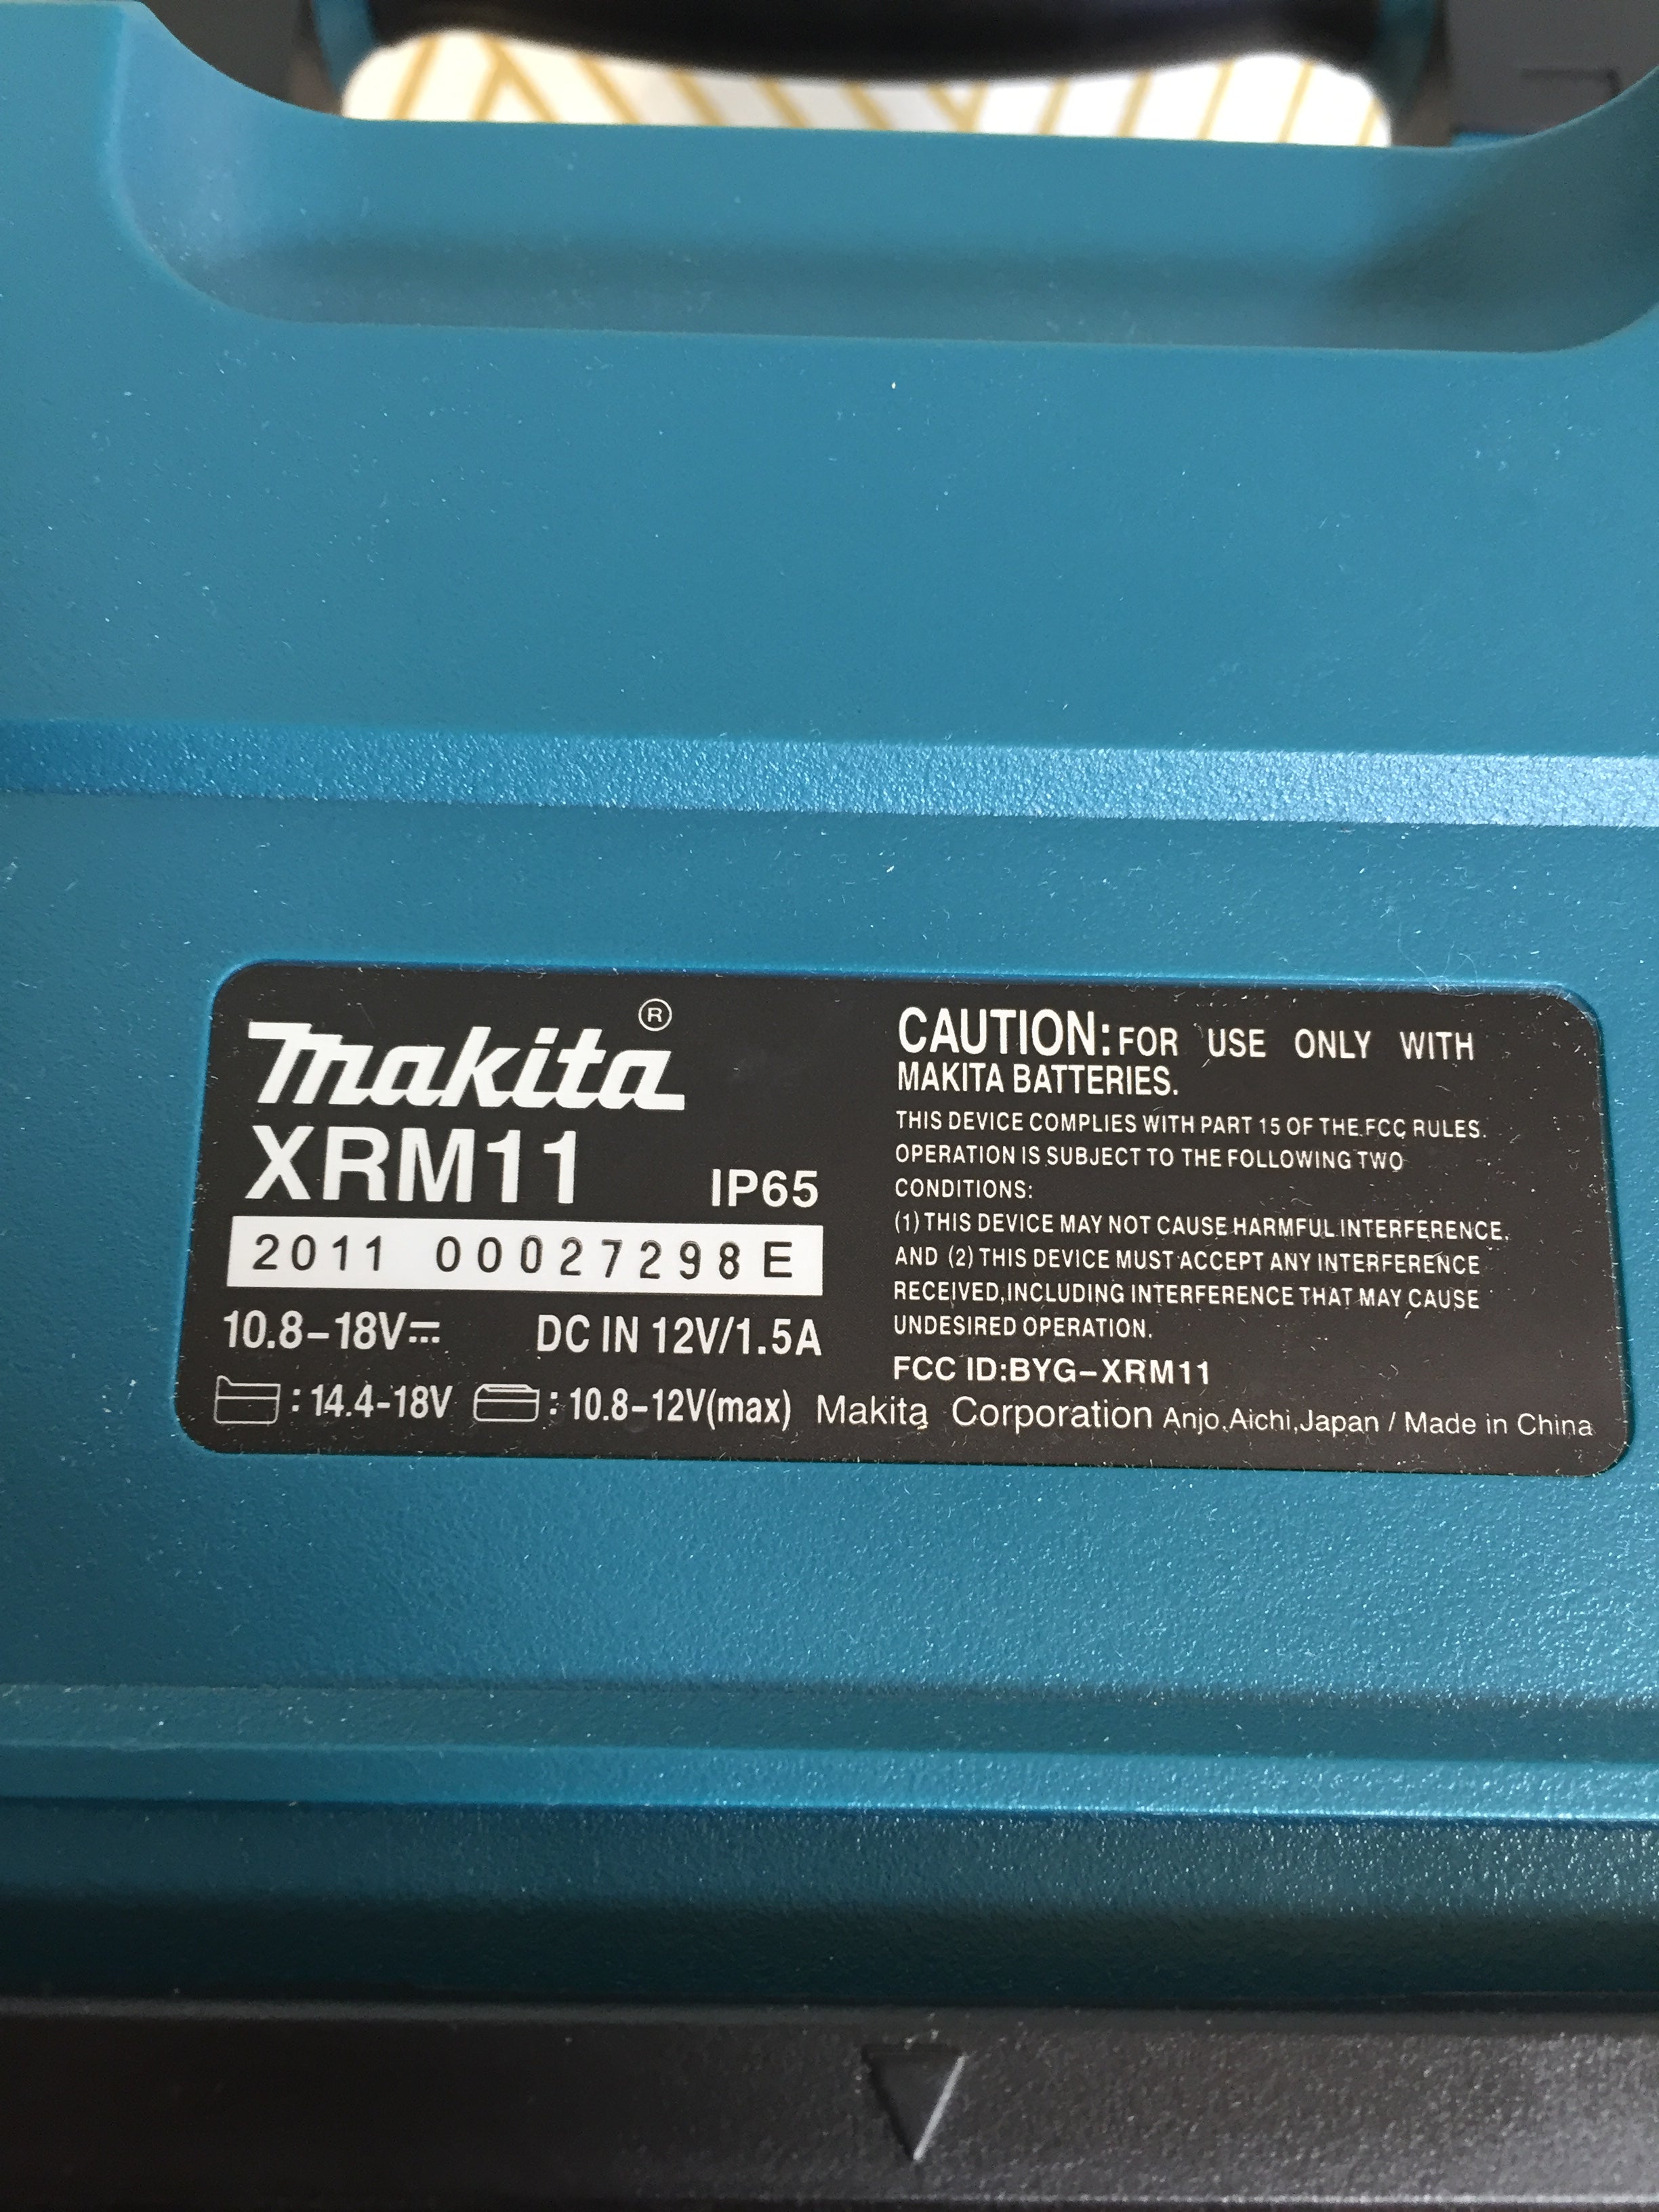 makita®
XRM11 IP65
2011 00027298E
10.8-18V⎓ DC IN 12V/1.5A
: 14.4-18V : 10.8-12V(max)
CAUTION: FOR USE ONLY WITH
MAKITA BATTERIES.
THIS DEVICE COMPLIES WITH PART 15 OF THE FCC RULES.
OPERATION IS SUBJECT TO THE FOLLOWING TWO
CONDITIONS:
(1) THIS DEVICE MAY NOT CAUSE HARMFUL INTERFERENCE,
AND (2) THIS DEVICE MUST ACCEPT ANY INTERFERENCE
RECEIVED, INCLUDING INTERFERENCE THAT MAY CAUSE
UNDESIRED OPERATION.
FCC ID:BYG-XRM11
Makita Corporation Anjo, Aichi, Japan / Made in China